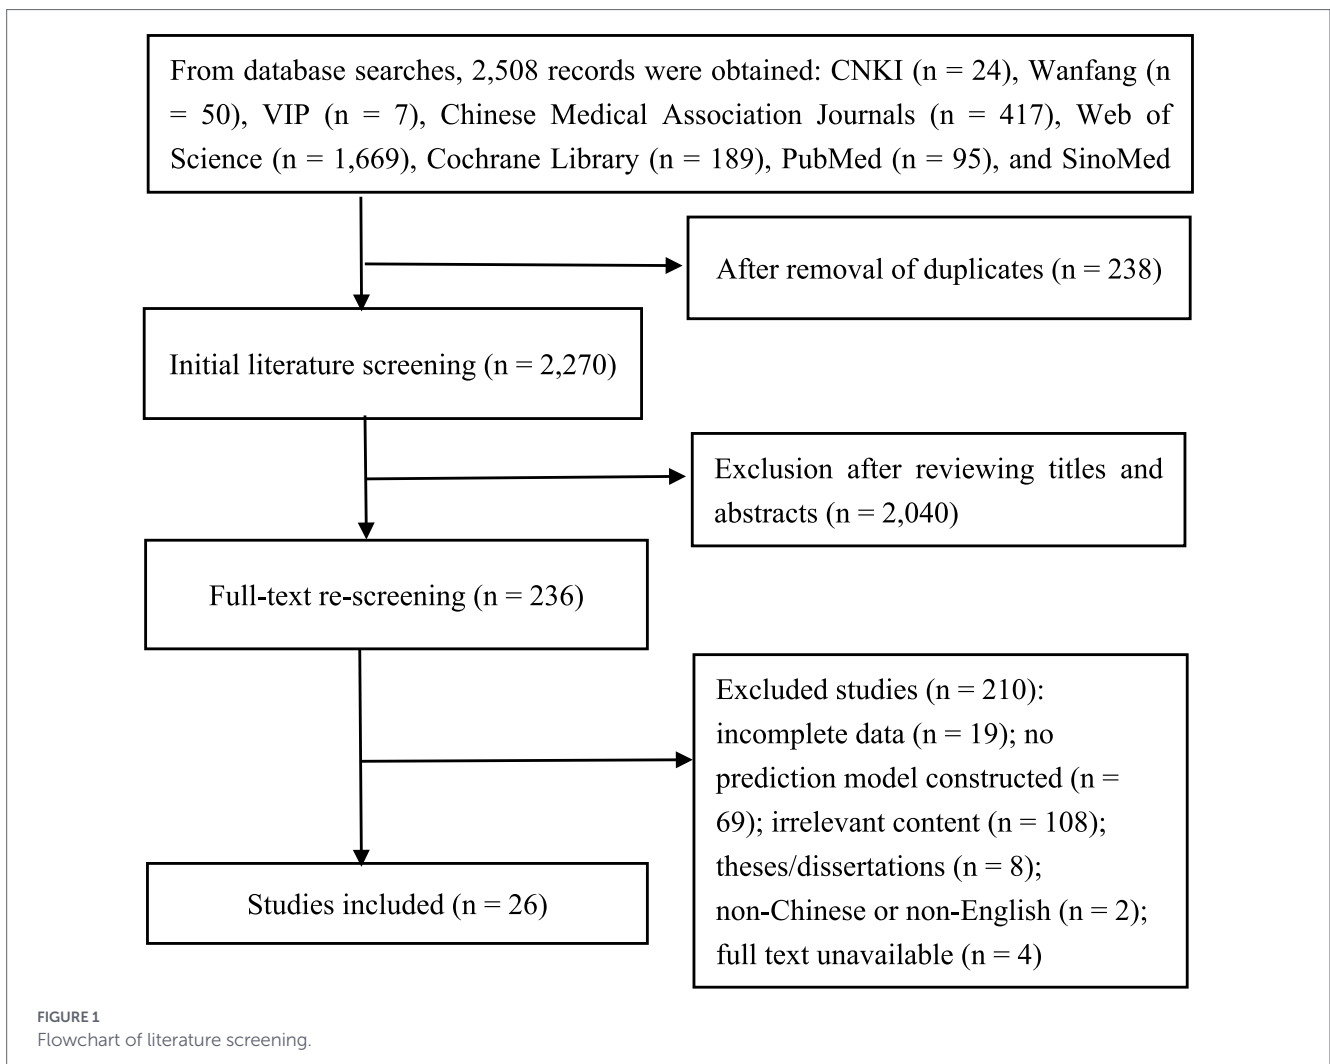 From database searches, 2,508 records were obtained: CNKI (n = 24), Wanfang (n
= 50), VIP (n = 7), Chinese Medical Association Journals (n = 417), Web of
Science (n = 1,669), Cochrane Library (n = 189), PubMed (n = 95), and SinoMed
After removal of duplicates (n = 238)
Initial literature screening (n = 2,270)
Exclusion after reviewing titles and
abstracts (n = 2,040)
Full-text re-screening (n = 236)
Excluded studies (n = 210):
incomplete data (n = 19); no
prediction model constructed (n =
69); irrelevant content (n = 108);
theses/dissertations (n = 8);
non-Chinese or non-English (n = 2);
full text unavailable (n = 4)
Studies included (n = 26)
FIGURE 1
Flowchart of literature screening.